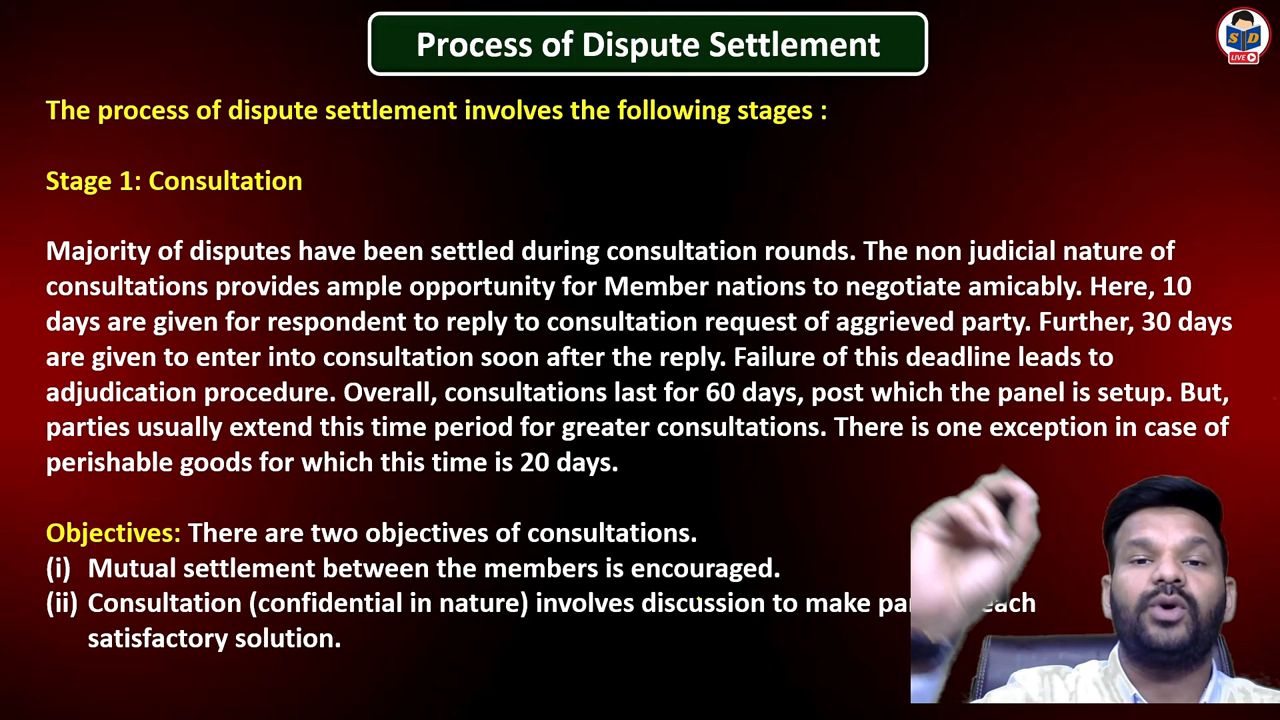 Process of Dispute Settlement
S D
LIVE
The process of dispute settlement involves the following stages :
Stage 1: Consultation
Majority of disputes have been settled during consultation rounds. The non judicial nature of
consultations provides ample opportunity for Member nations to negotiate amicably. Here, 10
days are given for respondent to reply to consultation request of aggrieved party. Further, 30 days
are given to enter into consultation soon after the reply. Failure of this deadline leads to
adjudication procedure. Overall, consultations last for 60 days, post which the panel is setup. But,
parties usually extend this time period for greater consultations. There is one exception in case of
perishable goods for which this time is 20 days.
Objectives: There are two objectives of consultations.
(i) Mutual settlement between the members is encouraged.
(ii) Consultation (confidential in nature) involves discussion to make
satisfactory solution.